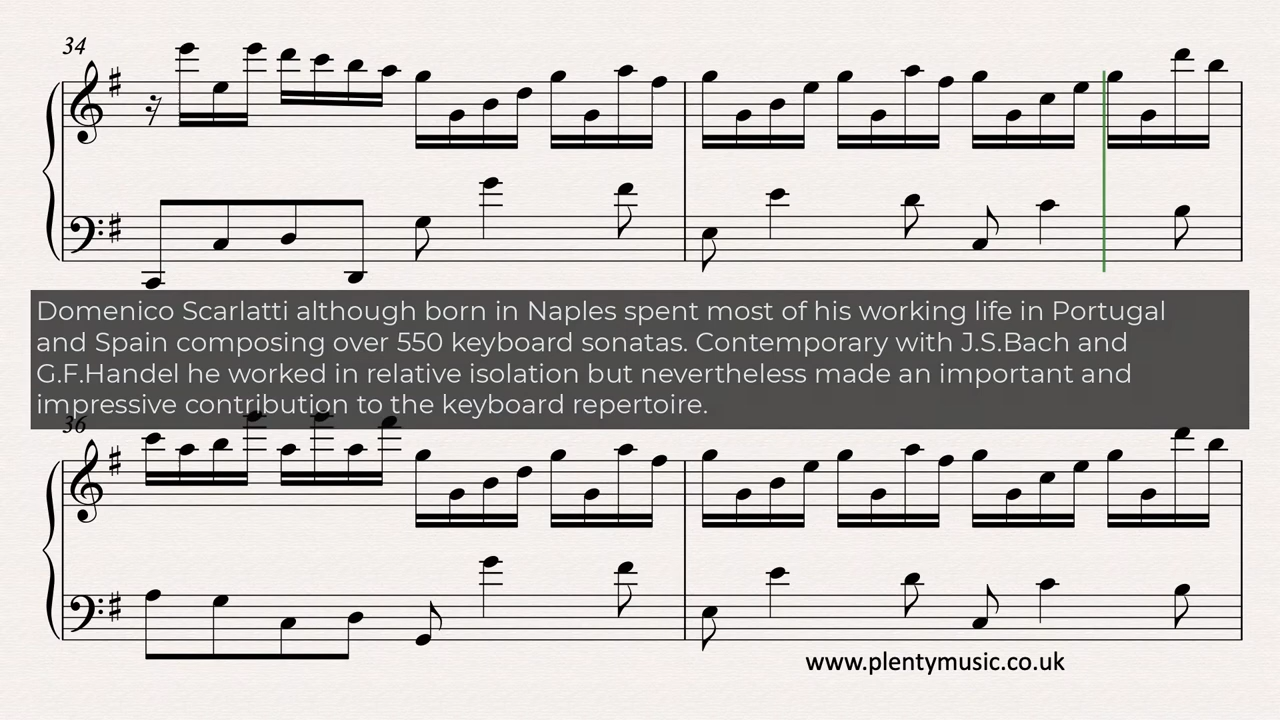 34
Domenico Scarlatti although born in Naples spent most of his working life in Portugal
and Spain composing over 550 keyboard sonatas. Contemporary with J.S.Bach and
G.F.Handel he worked in relative isolation but nevertheless made an important and
impressive contribution to the keyboard repertoire.
36
www.plentymusic.co.uk